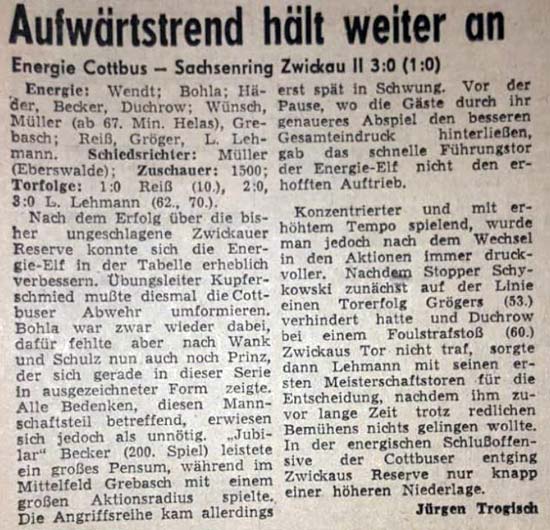 Aufwärtstrend hält weiter an
Energie Cottbus — Sachsenring Zwickau II 3:0 (1:0)
Energie: Wendt; Bohla; Hä-
der, Becker, Duchrow; Wünsch,
Müller (ab 67. Min. Helas), Gre-
basch; Reiß, Gröger, L. Leh-
mann. Schiedsrichter: Müller
(Eberswalde); Zuschauer: 1500;
Torfolge: 1:0 Reiß (10.), 2:0,
3:0 L. Lehmann (62., 70.).
Nach dem Erfolg über die bis-
her ungeschlagene Zwickauer
Reserve konnte sich die Ener-
gie-Elf in der Tabelle erheblich
verbessern. Übungsleiter Kupfer-
schmied mußte diesmal die Cott-
buser Abwehr umformieren.
Bohla war zwar wieder dabei,
dafür fehlte aber nach Wank
und Schulz nun auch noch Prinz,
der sich gerade in dieser Serie
in ausgezeichneter Form zeigte.
Alle Bedenken, diesen Mann-
schaftsteil betreffend, erwiesen
sich jedoch als unnötig. „Jubi-
lar" Becker (200. Spiel) leistete
ein großes Pensum, während im
Mittelfeld Grebasch mit einem
großen Aktionsradius spielte.
Die Angriffsreihe kam allerdings
erst spät in Schwung. Vor der
Pause, wo die Gäste durch ihr
genaueres Abspiel den besseren
Gesamteindruck hinterließen,
gab das schnelle Führungstor
der Energie-Elf nicht den er-
hofften Auftrieb.
Konzentrierter und mit er-
höhtem Tempo spielend, wurde
man jedoch nach dem Wechsel
in den Aktionen immer druck-
voller. Nachdem Stopper Schy-
kowski zunächst auf der Linie
einen Torerfolg Grögers (53.)
verhindert hatte und Duchrow
bei einem Foulstrafstoß (60.)
Zwickaus Tor nicht traf, sorgte
dann Lehmann mit seinen er-
sten Meisterschaftstoren für die
Entscheidung, nachdem ihm zu-
vor lange Zeit trotz redlichen
Bemühens nichts gelingen wollte.
In der energischen Schlußoffen-
sive der Cottbuser entging
Zwickaus Reserve nur knapp
einer höheren Niederlage.
Jürgen Trogisch